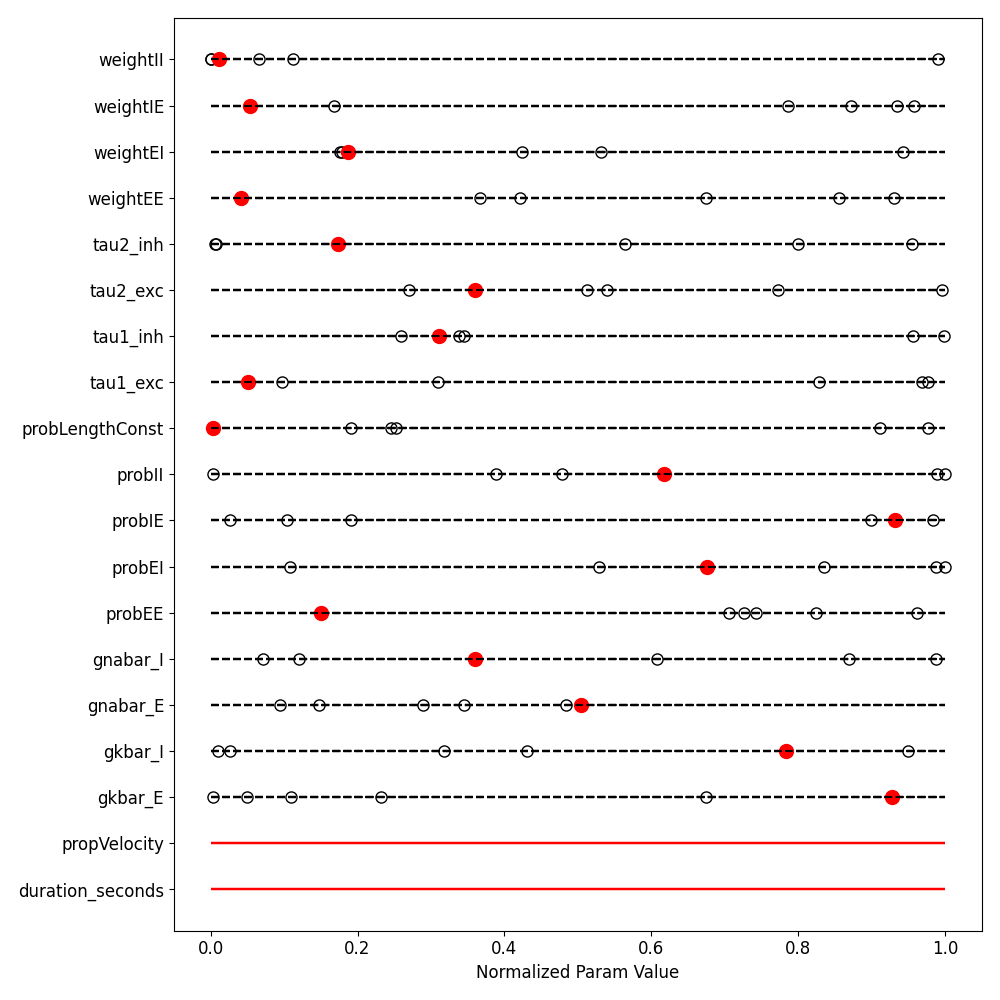 weightII
weightIE
weightEI
weightEE
tau2_inh
tau2_exc
tau1_inh
tau1_exc
probLengthConst
probII
probIE
probEI
probEE
gnabar_I
gnabar_E
gkbar_I
gkbar_E
propVelocity
duration_seconds
0.0 0.2 0.4 0.6 0.8 1.0
Normalized Param Value